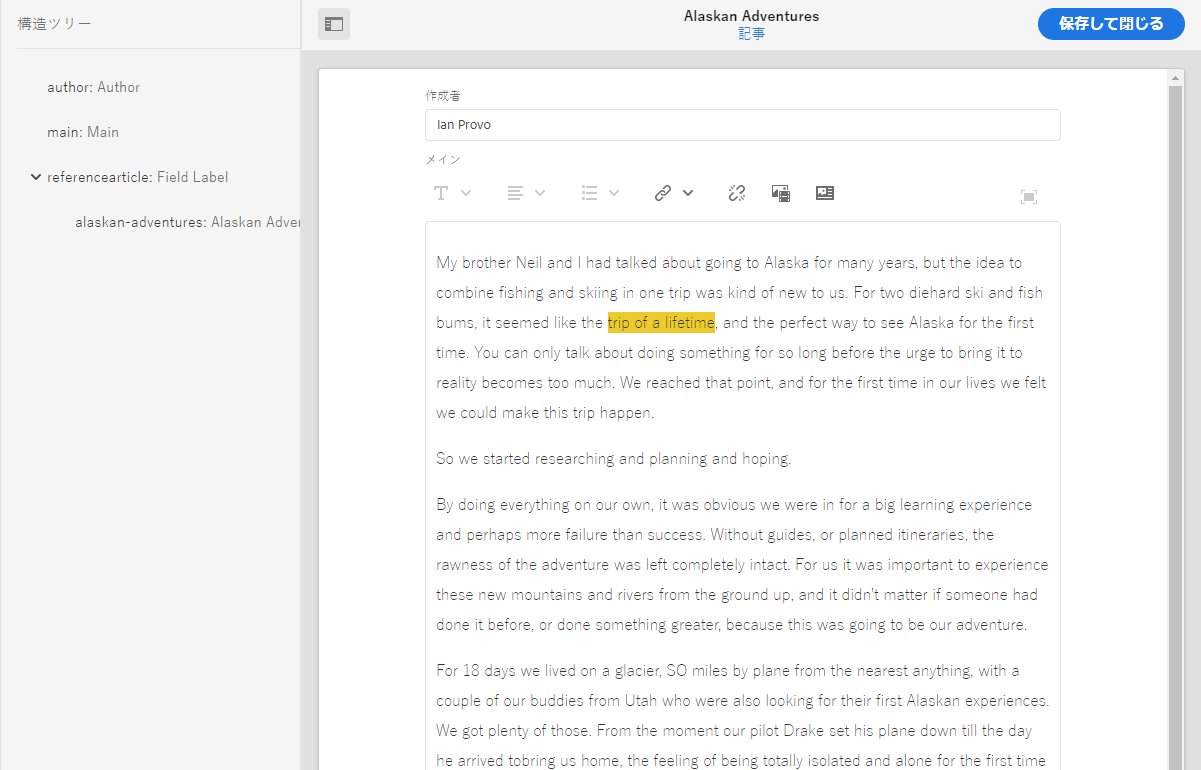 構造ツリー
author: Author
main: Main
referencearticle: Field Label
alaskan-adventures: Alaskan Adver
Alaskan Adventures
記事
保存して閉じる
作成者
Ian Provo
メイン
My brother Neil and I had talked about going to Alaska for many years, but the idea to
combine fishing and skiing in one trip was kind of new to us. For two diehard ski and fish
bums, it seemed like the trip of a lifetime, and the perfect way to see Alaska for the first
time. You can only talk about doing something for so long before the urge to bring it to
reality becomes too much. We reached that point, and for the first time in our lives we felt
we could make this trip happen.
So we started researching and planning and hoping.
By doing everything on our own, it was obvious we were in for a big learning experience
and perhaps more failure than success. Without guides, or planned itineraries, the
rawness of the adventure was left completely intact. For us it was important to experience
these new mountains and rivers from the ground up, and it didn't matter if someone had
done it before, or done something greater, because this was going to be our adventure.
For 18 days we lived on a glacier, SO miles by plane from the nearest anything, with a
couple of our buddies from Utah who were also looking for their first Alaskan experiences.
We got plenty of those. From the moment our pilot Drake set his plane down till the day
he arrived tobring us home, the feeling of being totally isolated and alone for the first time